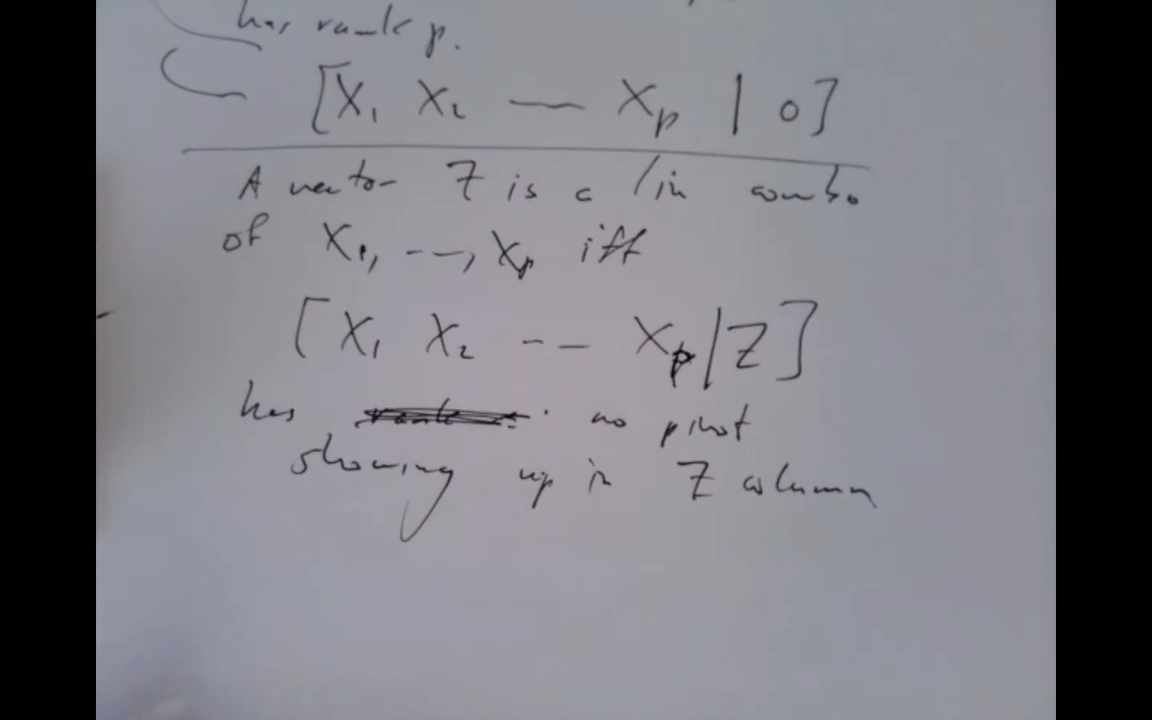 has rank p.
[X₁ X₂ — Xₚ | 0]
A vector Z is a lin combo
of X₁, ---, Xₚ iff
[X₁ X₂ -- Xₚ | Z]
has no pivot
showing up in Z column